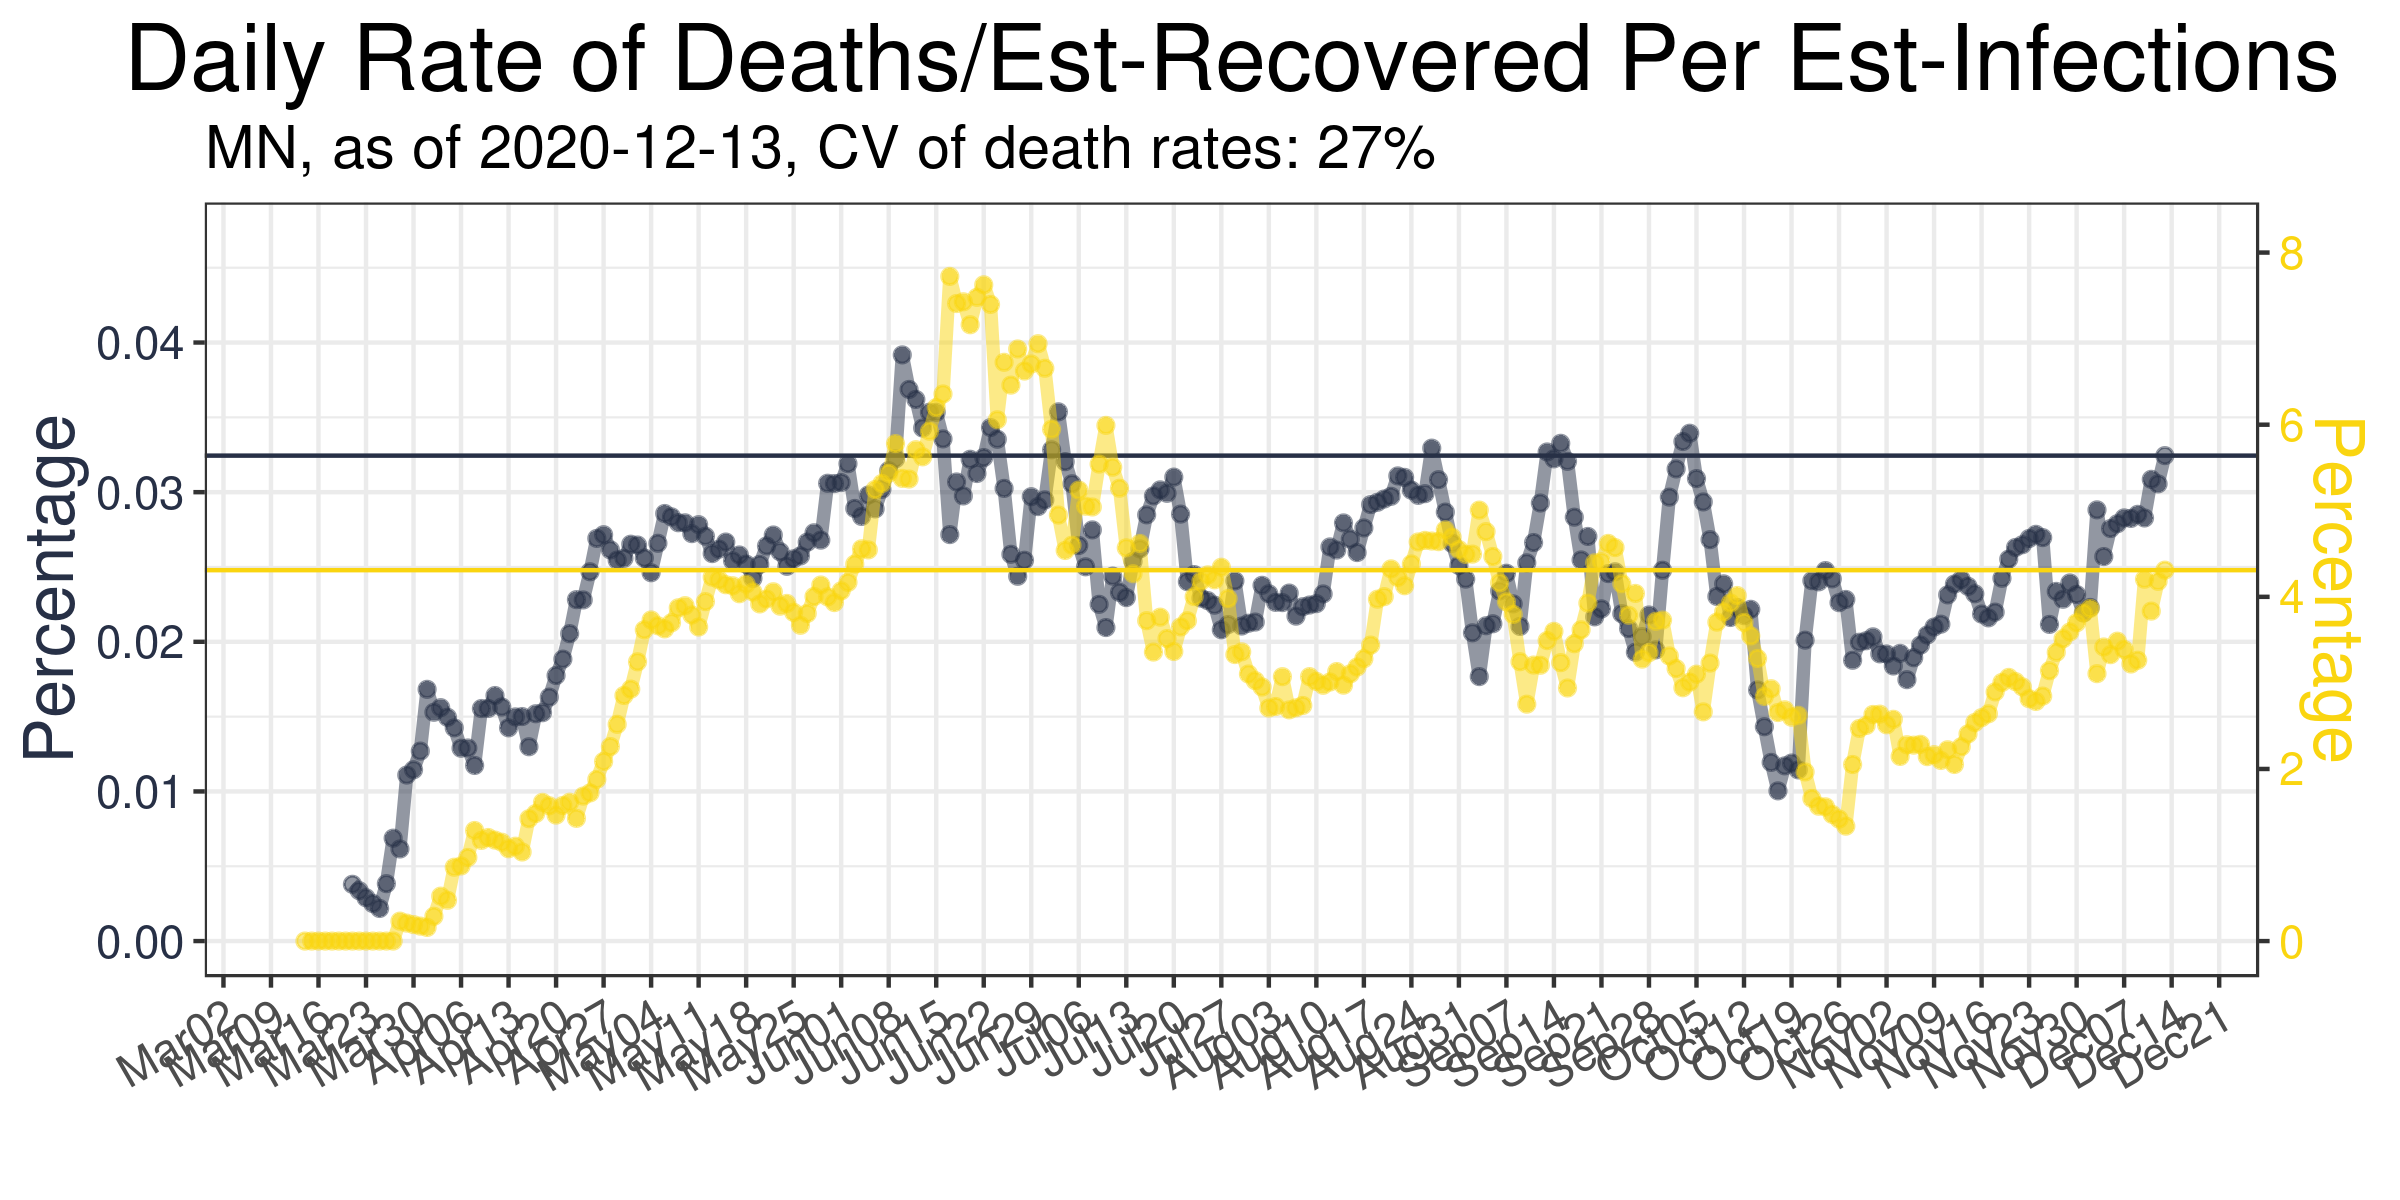 Daily Rate of Deaths/Est-Recovered Per Est-Infections
MN, as of 2020-12-13, CV of death rates: 27%
Percentage
0.04
0.03
0.02
0.01
0.00
8
6
4
2
0
Percentage
Mar02
Mar09
Mar16
Mar23
Mar30
Apr06
Apr13
Apr20
Apr27
May04
May11
May18
May25
Jun01
Jun08
Jun15
Jun22
Jun29
Jul06
Jul13
Jul20
Jul27
Aug03
Aug10
Aug17
Aug24
Aug31
Sep07
Sep14
Sep21
Sep28
Oct05
Oct12
Oct19
Oct26
Nov02
Nov09
Nov16
Nov23
Nov30
Dec07
Dec14
Dec21